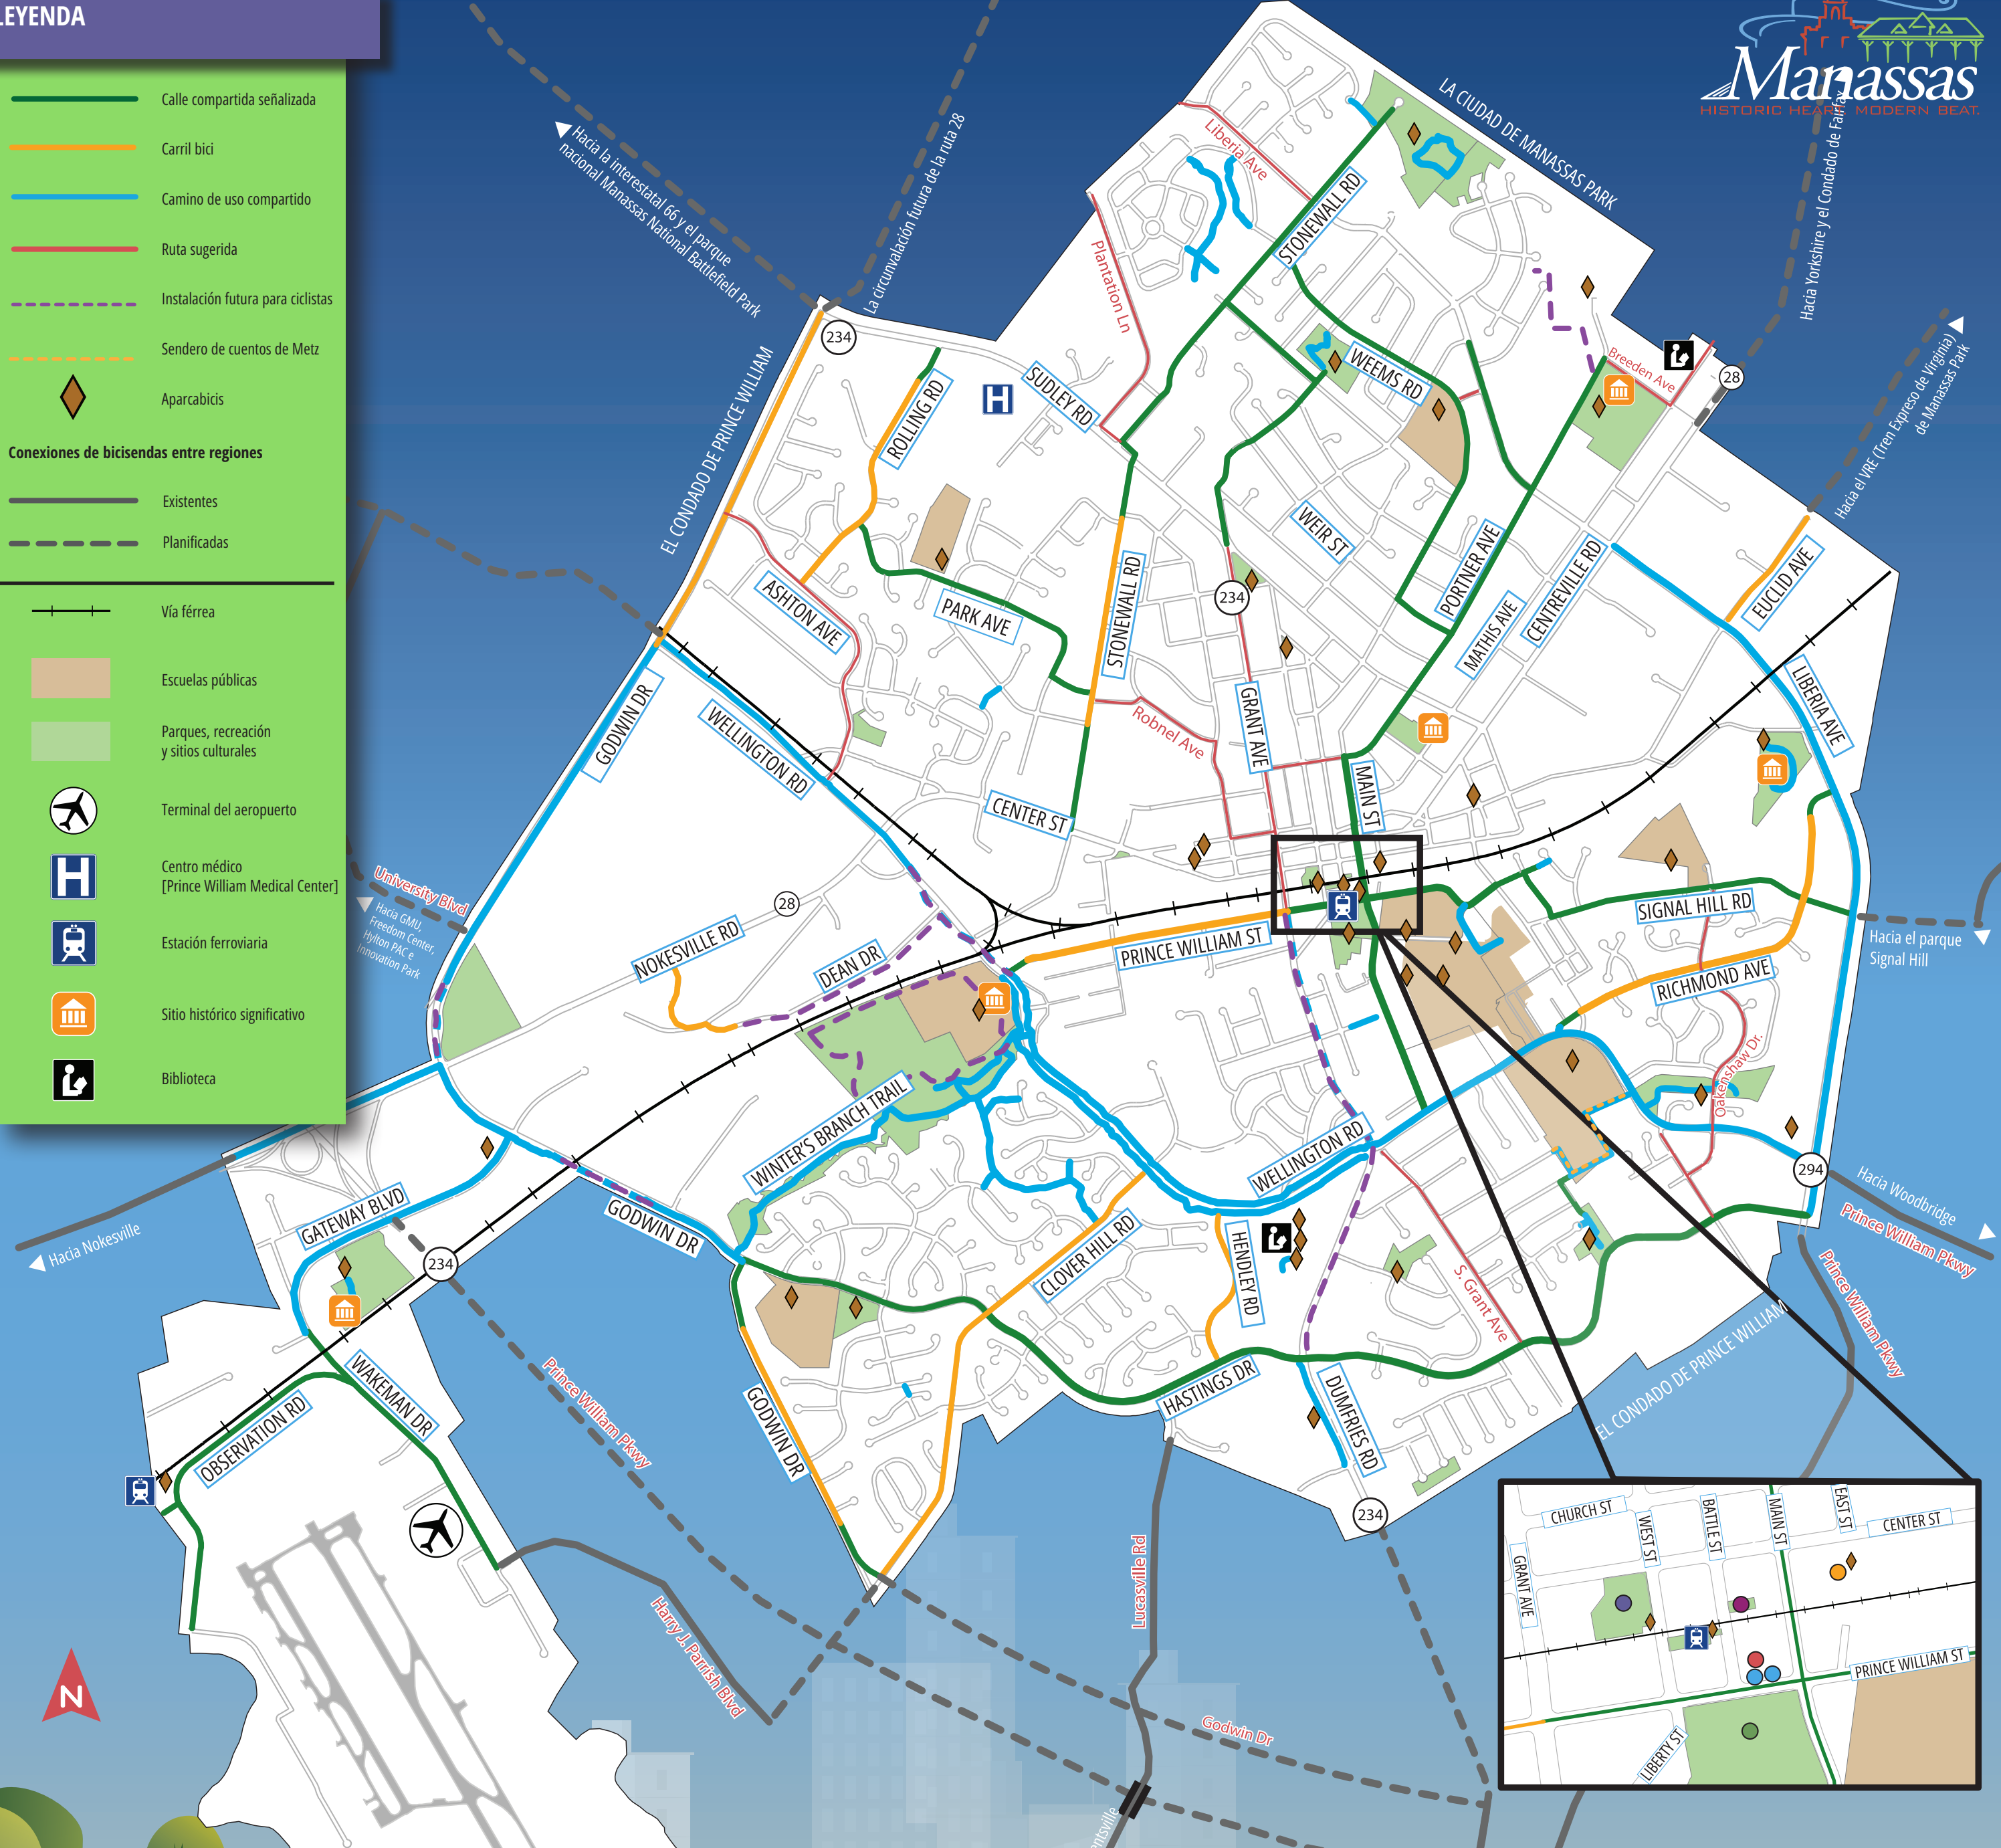 LEYENDA
Calle compartida señalizada
Carril bici
Camino de uso compartido
Ruta sugerida
Instalación futura para ciclistas
Sendero de cuentos de Metz
Aparcabicis
Conexiones de bicisendas entre regiones
Existentes
Planificadas
Vía férrea
Escuelas públicas
Parques, recreación
y sitios culturales
Terminal del aeropuerto
H
Centro médico
[Prince William Medical Center]
Estación ferroviaria
Sitio histórico significativo
Biblioteca
Manassas
HISTORIC HEART. MODERN BEAT.
Hacia la interestatal 66 y el parque
nacional Manassas National Battlefield Park
La circunvalación futura de la ruta 28
LA CIUDAD DE MANASSAS PARK
Hacia Yorkshire y el Condado de Fairfax
Hacia el VRE (Tren Expreso de Virginia)
de Manassas Park
Liberia Ave
STONEWALL RD
Plantation Ln
234
EL CONDADO DE PRINCE WILLIAM
ROLLING RD
H
SUDLEY RD
WEEMS RD
Breeden Ave
28
WEIR ST
PORTNER AVE
MATHIS AVE
CENTREVILLE RD
EUCLID AVE
LIBERIA AVE
ASHTON AVE
PARK AVE
STONEWALL RD
234
GRANT AVE
Robnel Ave
GODWIN DR
WELLINGTON RD
CENTER ST
MAIN ST
University Blvd
Hacia GMU,
Freedom Center,
Hylton PAC e
Innovation Park
28
NOKESVILLE RD
DEAN DR
PRINCE WILLIAM ST
SIGNAL HILL RD
RICHMOND AVE
Hacia el parque
Signal Hill
Oakenshaw Dr.
WINTER'S BRANCH TRAIL
WELLINGTON RD
294
Hacia Woodbridge
Prince William Pkwy
Prince William Pkwy
Hacia Nokesville
GATEWAY BLVD
GODWIN DR
234
CLOVER HILL RD
HENDLEY RD
S. Grant Ave
EL CONDADO DE PRINCE WILLIAM
WAKEMAN DR
OBSERVATION RD
Prince William Pkwy
GODWIN DR
HASTINGS DR
DUMFRIES RD
234
Harry J. Parrish Blvd
Lucasville Rd
Godwin Dr
N
CHURCH ST
WEST ST
BATTLE ST
MAIN ST
EAST ST
CENTER ST
GRANT AVE
PRINCE WILLIAM ST
LIBERTY ST